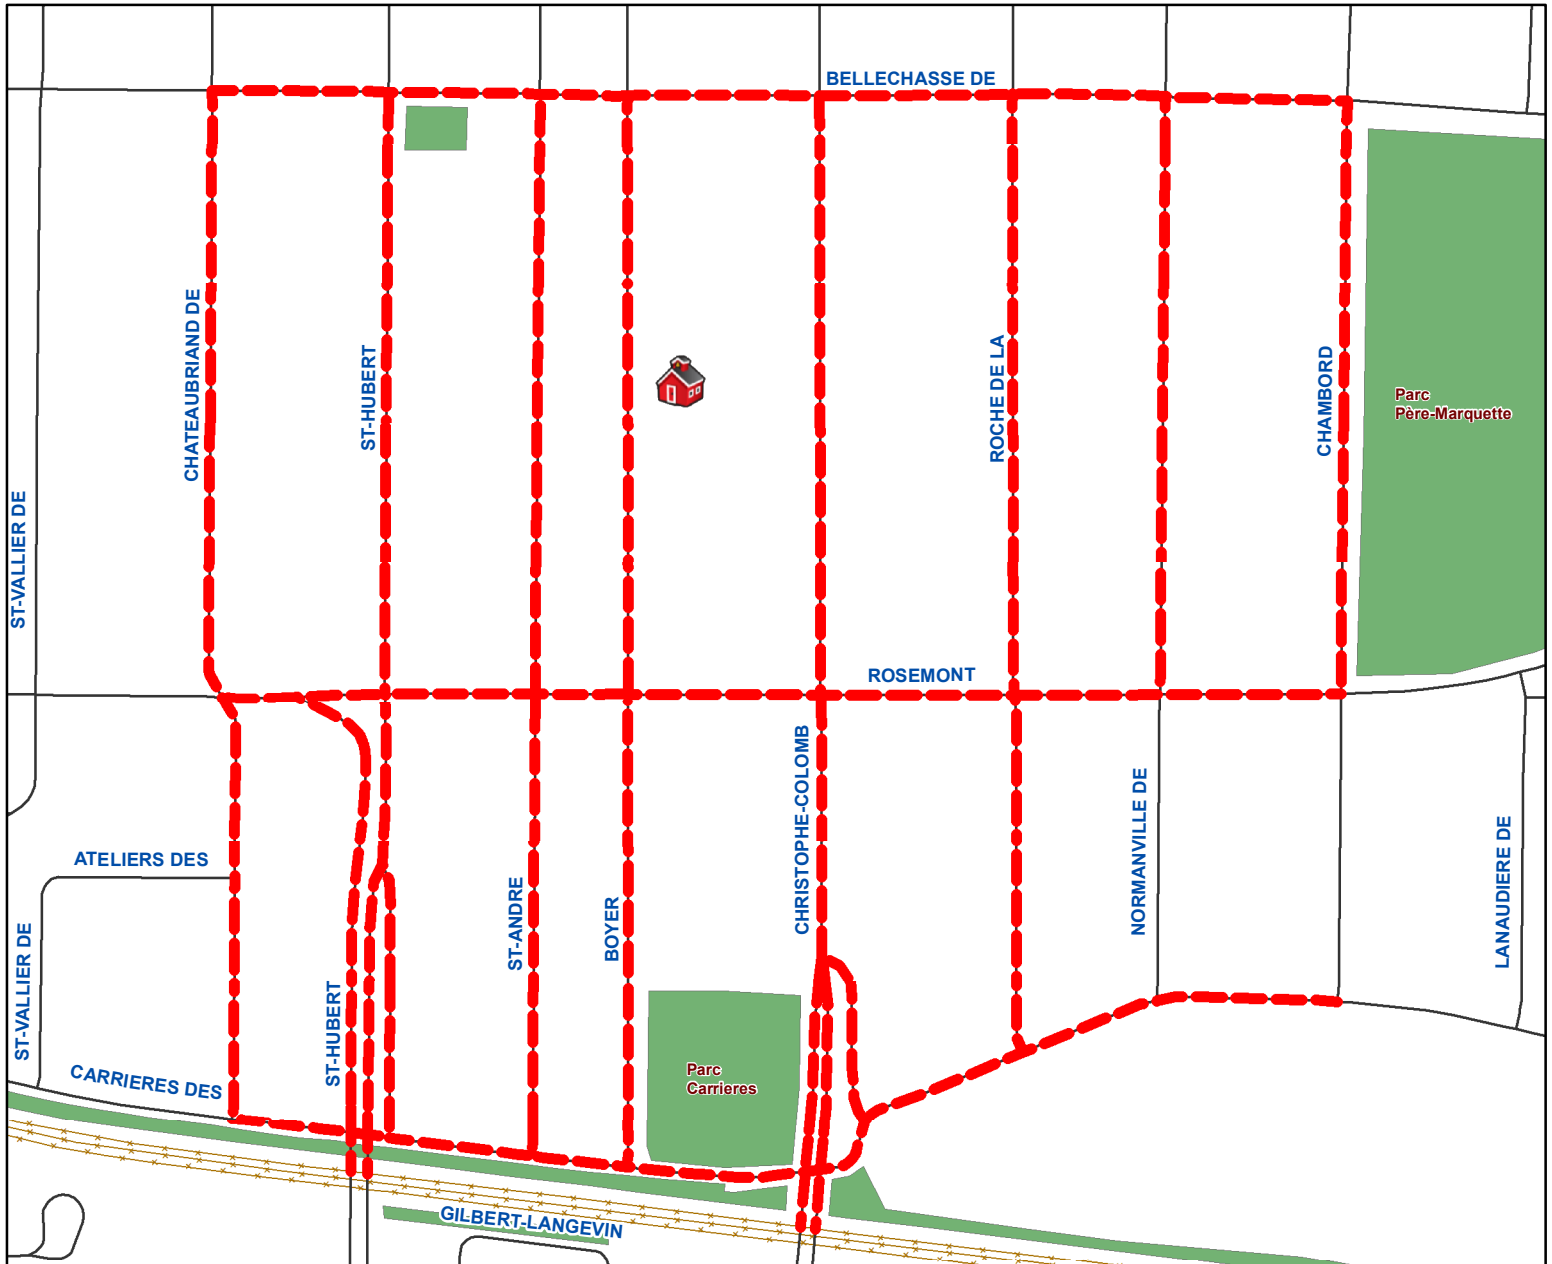 BELLECHASSE DE
CHATEAUBRIAND DE
ST-HUBERT
ROCHE DE LA
CHAMBORD
Parc
Père-Marquette
ST-VALLIER DE
ROSEMONT
CHRISTOPHE-COLOMB
NORMANVILLE DE
LANAUDIERE DE
ATELIERS DES
ST-ANDRE
BOYER
ST-VALLIER DE
ST-HUBERT
CARRIERES DES
Parc
Carrieres
GILBERT-LANGEVIN